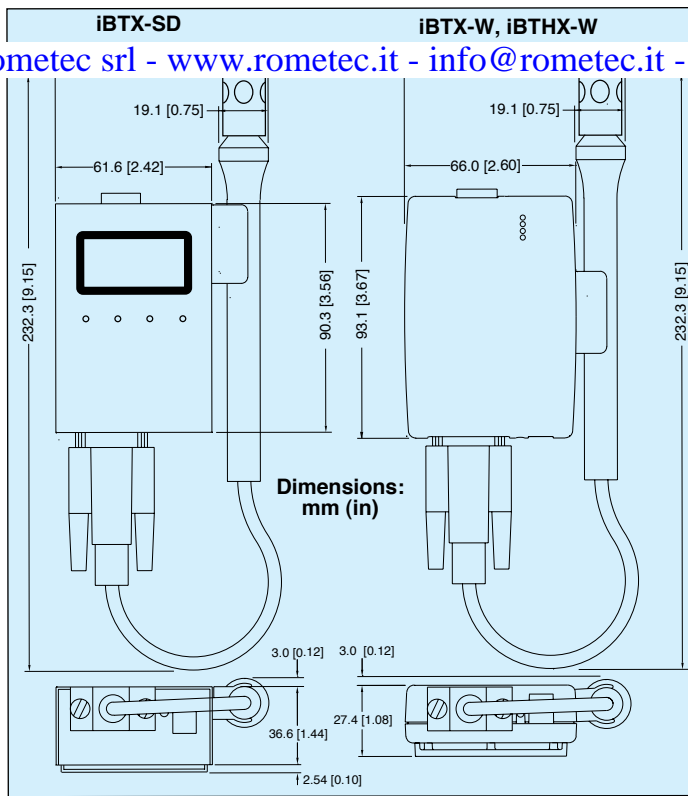 iBTX-SD
iBTX-W, iBTHX-W
ometec srl - www.rometec.it - info@rometec.it -
19.1 [0.75]
19.1 [0.75]
61.6 [2.42]
66.0 [2.60]
232.3 [9.15]
90.3 [3.56]
93.1 [3.67]
232.3 [9.15]
Dimensions:
mm (in)
3.0 [0.12]
3.0 [0.12]
36.6 [1.44]
27.4 [1.08]
2.54 [0.10]